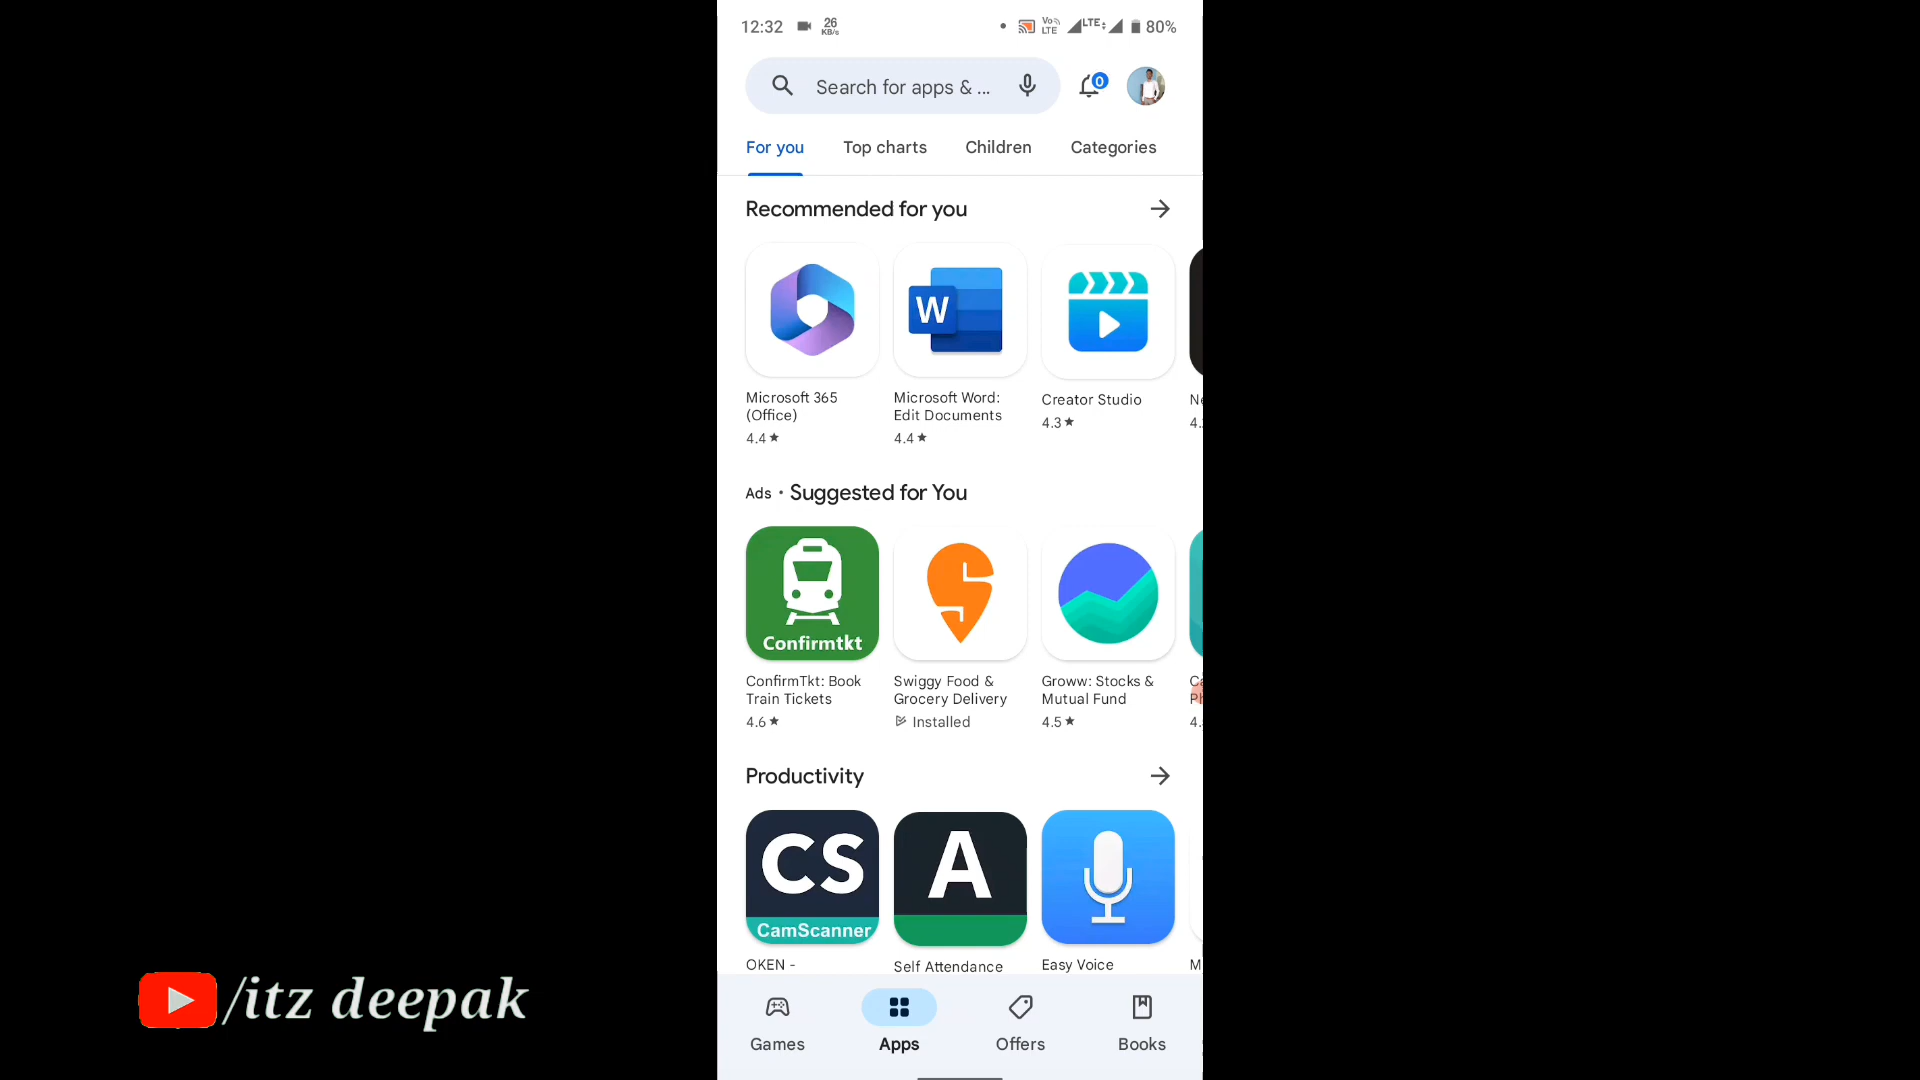 12:32 26 KB/s Vo LTE LTE 80%
Search for apps & ... 0
For you Top charts Children Categories
Recommended for you
W
Microsoft 365 (Office)
4.4★
Microsoft Word: Edit Documents
4.4★
Creator Studio
4.3★
Ads • Suggested for You
Confirmtkt
ConfirmTkt: Book Train Tickets
4.6★
Swiggy Food & Grocery Delivery
Installed
Groww: Stocks & Mutual Fund
4.5★
Productivity
CS
CamScanner
A
OKEN -
Self Attendance
Easy Voice
Games Apps Offers Books
/itz deepak